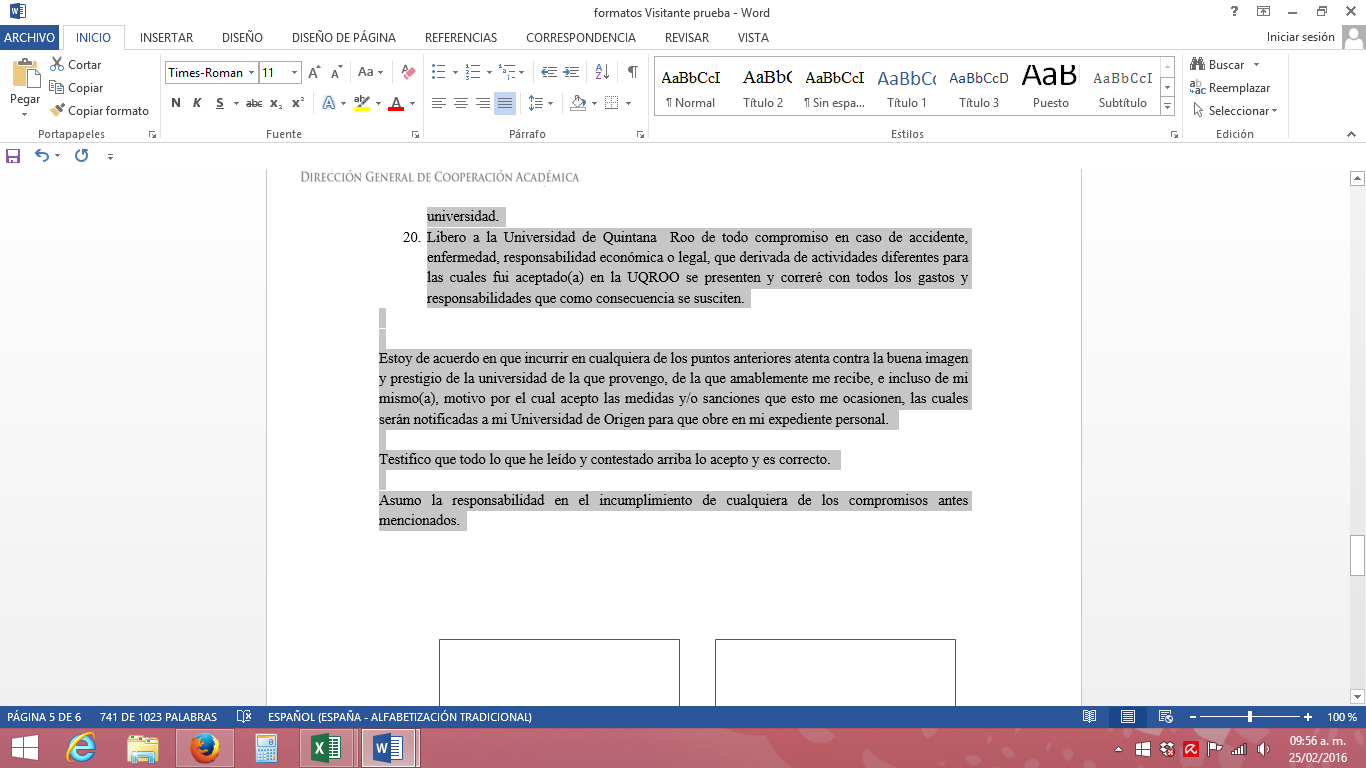 formatos Visitante prueba - Word
ARCHIVO INICIO INSERTAR DISEÑO DISEÑO DE PÁGINA REFERENCIAS CORRESPONDENCIA REVISAR VISTA Iniciar sesión
Pegar
Cortar
Copiar
Copiar formato
Portapapeles
Times-Roman 11
N K S abc x₂ x²
Fuente
Párrafo
AaBbCcI AaBbC AaBbCcI AaBbCc AaBbCcD AaB AaBbCcI
¶ Normal Título 2 ¶ Sin espa... Título 1 Título 3 Puesto Subtítulo
Estilos
Buscar
Reemplazar
Seleccionar
Edición
DIRECCIÓN GENERAL DE COOPERACIÓN ACADÉMICA
universidad.
20. Libero a la Universidad de Quintana Roo de todo compromiso en caso de accidente,
enfermedad, responsabilidad económica o legal, que derivada de actividades diferentes para
las cuales fui aceptado(a) en la UQROO se presenten y correré con todos los gastos y
responsabilidades que como consecuencia se susciten.
Estoy de acuerdo en que incurrir en cualquiera de los puntos anteriores atenta contra la buena imagen
y prestigio de la universidad de la que provengo, de la que amablemente me recibe, e incluso de mi
mismo(a), motivo por el cual acepto las medidas y/o sanciones que esto me ocasionen, las cuales
serán notificadas a mi Universidad de Origen para que obre en mi expediente personal.
Testifico que todo lo que he leído y contestado arriba lo acepto y es correcto.
Asumo la responsabilidad en el incumplimiento de cualquiera de los compromisos antes
mencionados.
PÁGINA 5 DE 6 741 DE 1023 PALABRAS ESPAÑOL (ESPAÑA - ALFABETIZACIÓN TRADICIONAL) 100 %
09:56 a. m.
25/02/2016